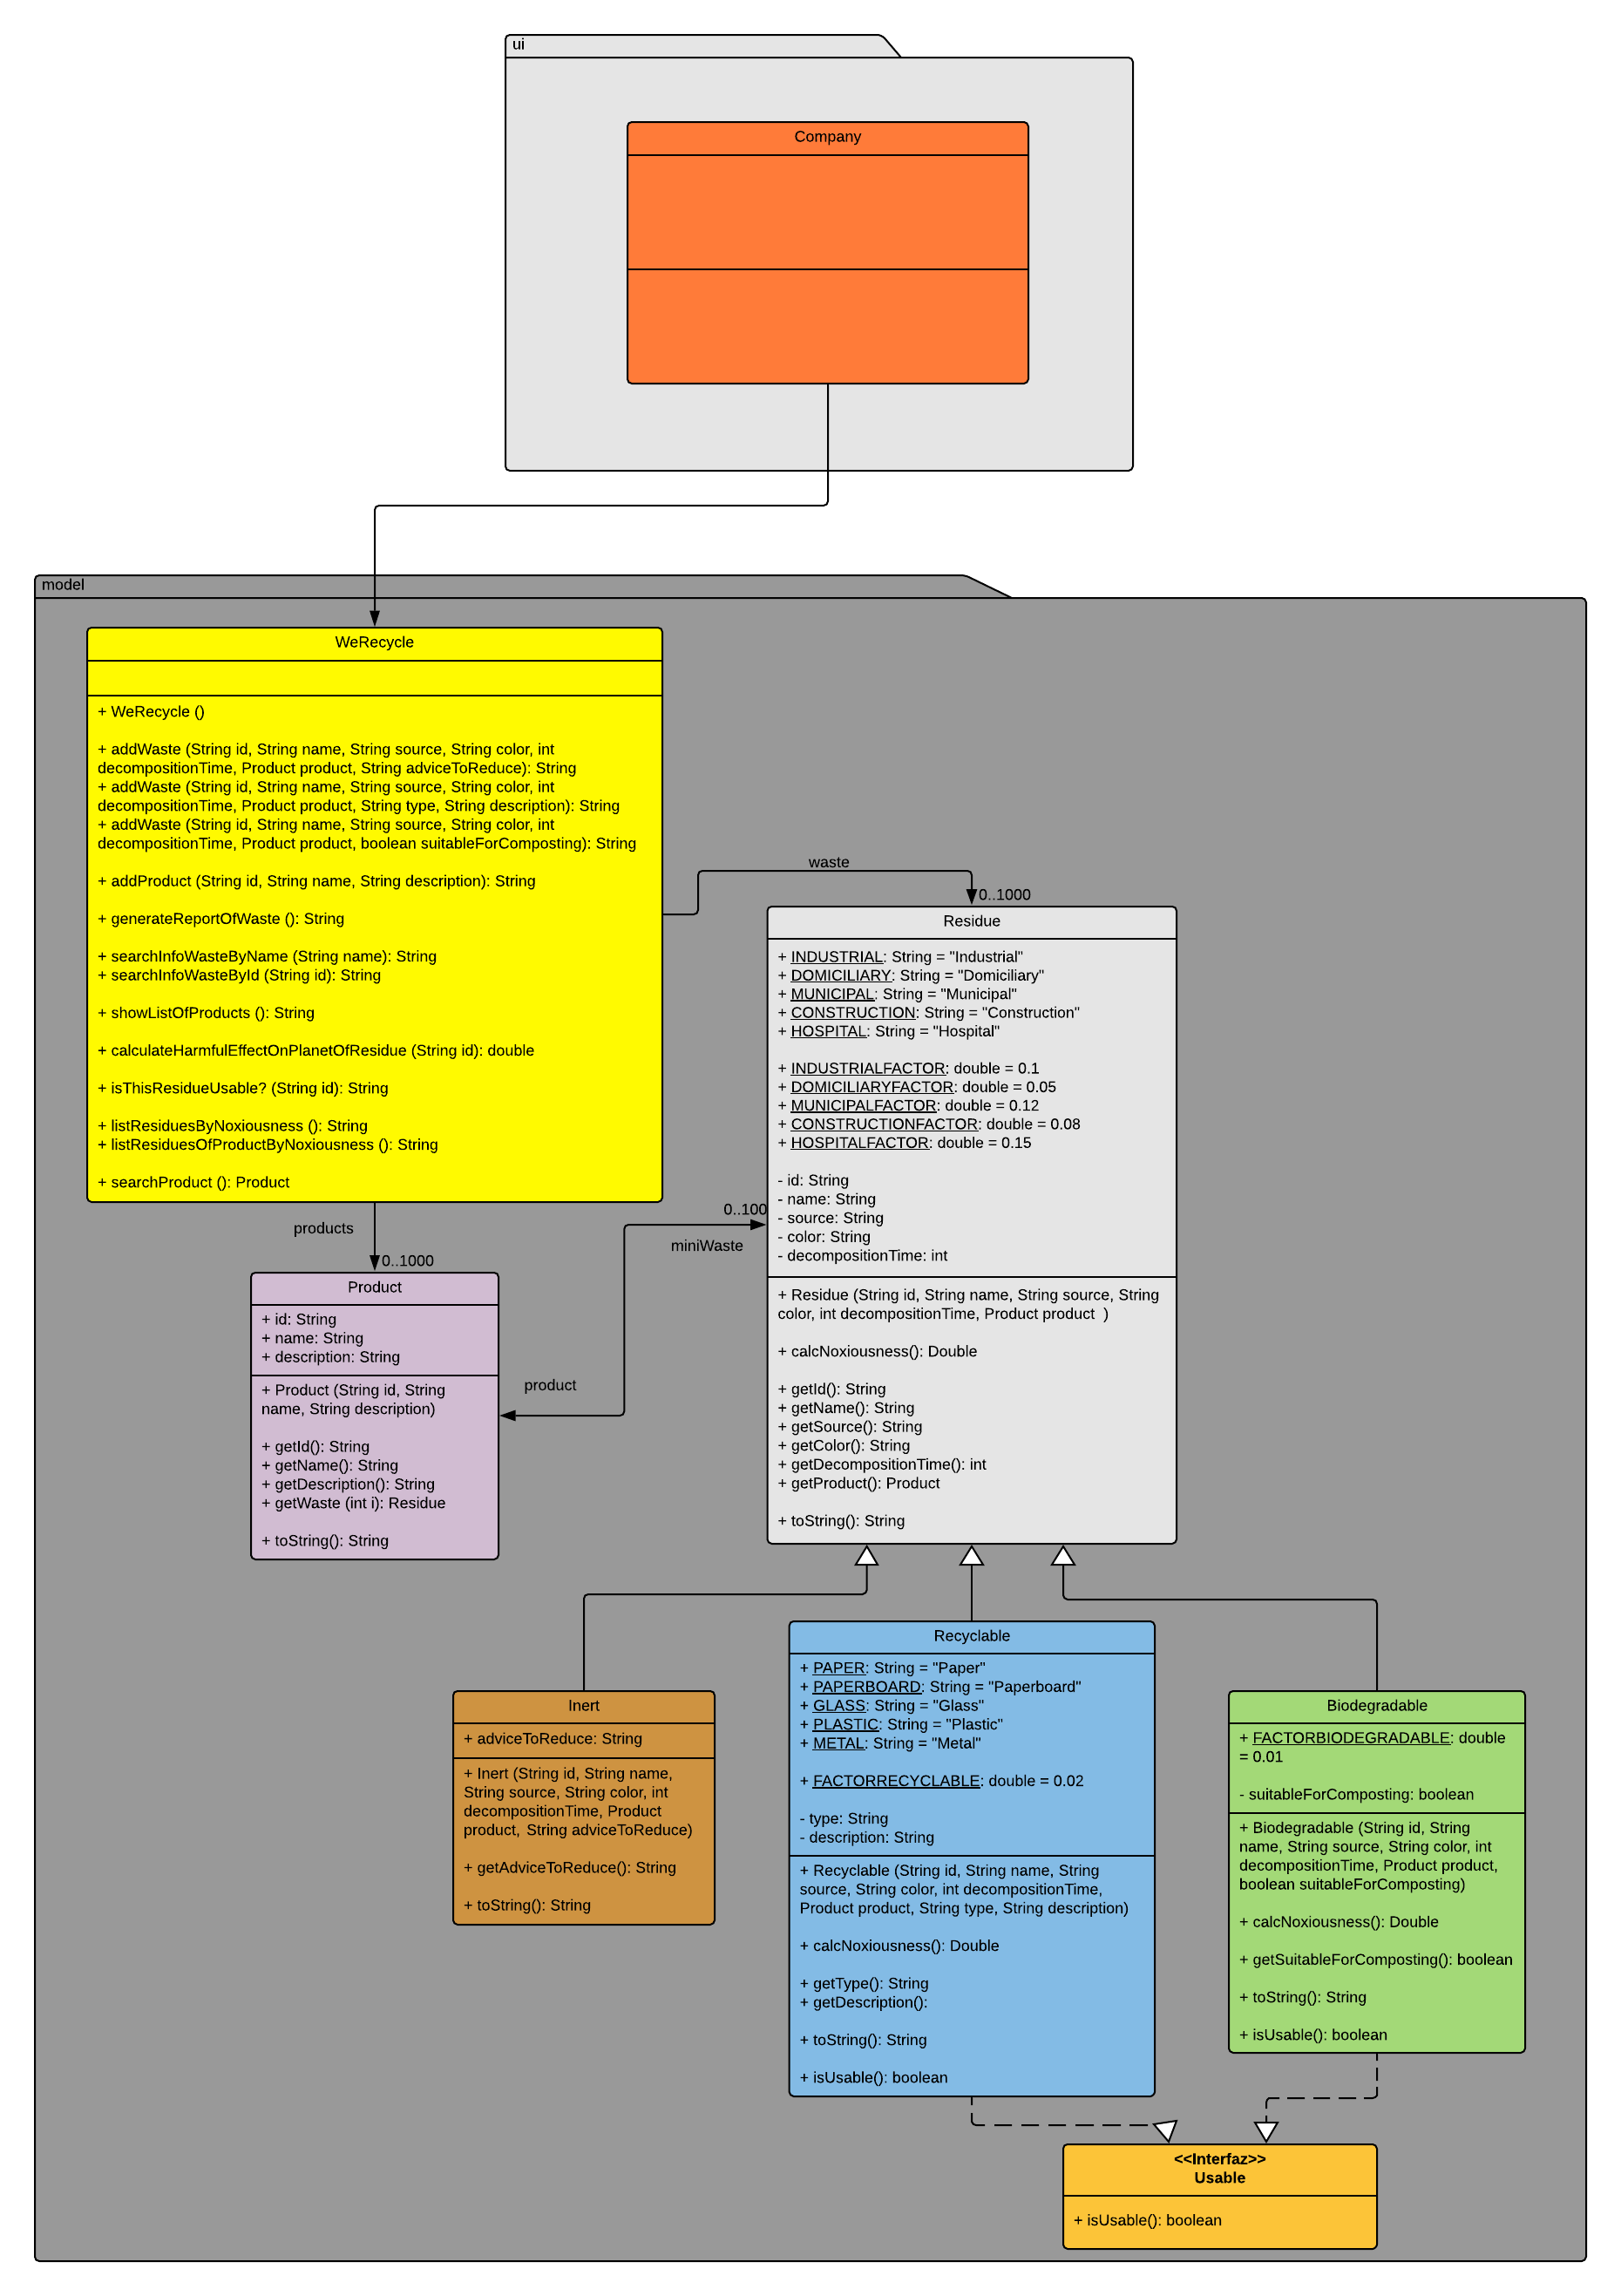 ui
Company
model
WeRecycle
+ WeRecycle ()
+ addWaste (String id, String name, String source, String color, int
decompositionTime, Product product, String adviceToReduce): String
+ addWaste (String id, String name, String source, String color, int
decompositionTime, Product product, String type, String description): String
+ addWaste (String id, String name, String source, String color, int
decompositionTime, Product product, boolean suitableForComposting): String
+ addProduct (String id, String name, String description): String
+ generateReportOfWaste (): String
+ searchInfoWasteByName (String name): String
+ searchInfoWasteById (String id): String
+ showListOfProducts (): String
+ calculateHarmfulEffectOnPlanetOfResidue (String id): double
+ isThisResidueUsable? (String id): String
+ listResiduesByNoxiousness (): String
+ listResiduesOfProductByNoxiousness (): String
+ searchProduct (): Product
waste
0..1000
Residue
+ INDUSTRIAL: String = "Industrial"
+ DOMICILIARY: String = "Domiciliary"
+ MUNICIPAL: String = "Municipal"
+ CONSTRUCTION: String = "Construction"
+ HOSPITAL: String = "Hospital"
+ INDUSTRIALFACTOR: double = 0.1
+ DOMICILIARYFACTOR: double = 0.05
+ MUNICIPALFACTOR: double = 0.12
+ CONSTRUCTIONFACTOR: double = 0.08
+ HOSPITALFACTOR: double = 0.15
- id: String
- name: String
- source: String
- color: String
- decompositionTime: int
+ Residue (String id, String name, String source, String
color, int decompositionTime, Product product  )
+ calcNoxiousness(): Double
+ getId(): String
+ getName(): String
+ getSource(): String
+ getColor(): String
+ getDecompositionTime(): int
+ getProduct(): Product
+ toString(): String
products
0..1000
0..100
miniWaste
product
Product
+ id: String
+ name: String
+ description: String
+ Product (String id, String
name, String description)
+ getId(): String
+ getName(): String
+ getDescription(): String
+ getWaste (int i): Residue
+ toString(): String
Inert
+ adviceToReduce: String
+ Inert (String id, String name,
String source, String color, int
decompositionTime, Product
product, String adviceToReduce)
+ getAdviceToReduce(): String
+ toString(): String
Recyclable
+ PAPER: String = "Paper"
+ PAPERBOARD: String = "Paperboard"
+ GLASS: String = "Glass"
+ PLASTIC: String = "Plastic"
+ METAL: String = "Metal"
+ FACTORRECYCLABLE: double = 0.02
- type: String
- description: String
+ Recyclable (String id, String name, String
source, String color, int decompositionTime,
Product product, String type, String description)
+ calcNoxiousness(): Double
+ getType(): String
+ getDescription():
+ toString(): String
+ isUsable(): boolean
Biodegradable
+ FACTORBIODEGRADABLE: double
= 0.01
- suitableForComposting: boolean
+ Biodegradable (String id, String
name, String source, String color, int
decompositionTime, Product product,
boolean suitableForComposting)
+ calcNoxiousness(): Double
+ getSuitableForComposting(): boolean
+ toString(): String
+ isUsable(): boolean
<<Interfaz>>
Usable
+ isUsable(): boolean